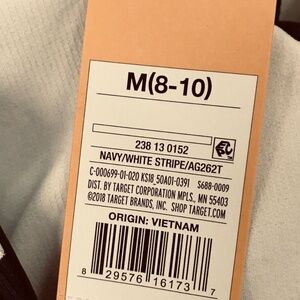 M(8-10)
238 13 0152
NAVY/WHITE STRIPE/AG262T
C-000699-01-020 KS18_50A01-0391 S688-0009
DIST. BY TARGET CORPORATION MPLS., MN 55403
©2018 TARGET BRANDS, INC. SHOP TARGET.COM
ORIGIN: VIETNAM
8 29576 16173 7